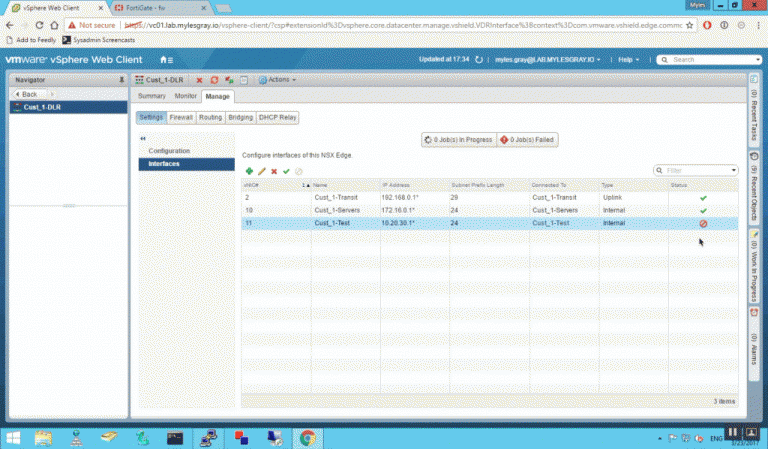 vSphere Web Client
FortiGate - fw
Myles
Not secure
https://vc01.lab.mylesgray.io/vsphere-client/?csp#extensionId%3Dvsphere.core.datacenter.manage.vshield.VDRInterface%3Bcontext%3Dcom.vmware.vshield.edge.commo
Add to Feedly
Sysadmin Screencasts
vmware® vSphere Web Client
Updated at 17:34
myles.gray@LAB.MYLESGRAY.IO
Help
Search
Navigator
Back
Cust_1-DLR
Cust_1-DLR
Actions
Summary
Monitor
Manage
Settings
Firewall
Routing
Bridging
DHCP Relay
0 Job(s) In Progress
0 Job(s) Failed
Configuration
Interfaces
Configure interfaces of this NSX Edge.
Filter
vNIC#
1
Name
IP Address
Subnet Prefix Length
Connected To
Type
Status
2
Cust_1-Transit
192.168.0.1*
29
Cust_1-Transit
Uplink
10
Cust_1-Servers
172.16.0.1*
24
Cust_1-Servers
Internal
11
Cust_1-Test
10.20.30.1*
24
Cust_1-Test
Internal
3 items
(0) Recent Tasks
(9) Recent Objects
(0) Work In Progress
(0) Alarms
ENG